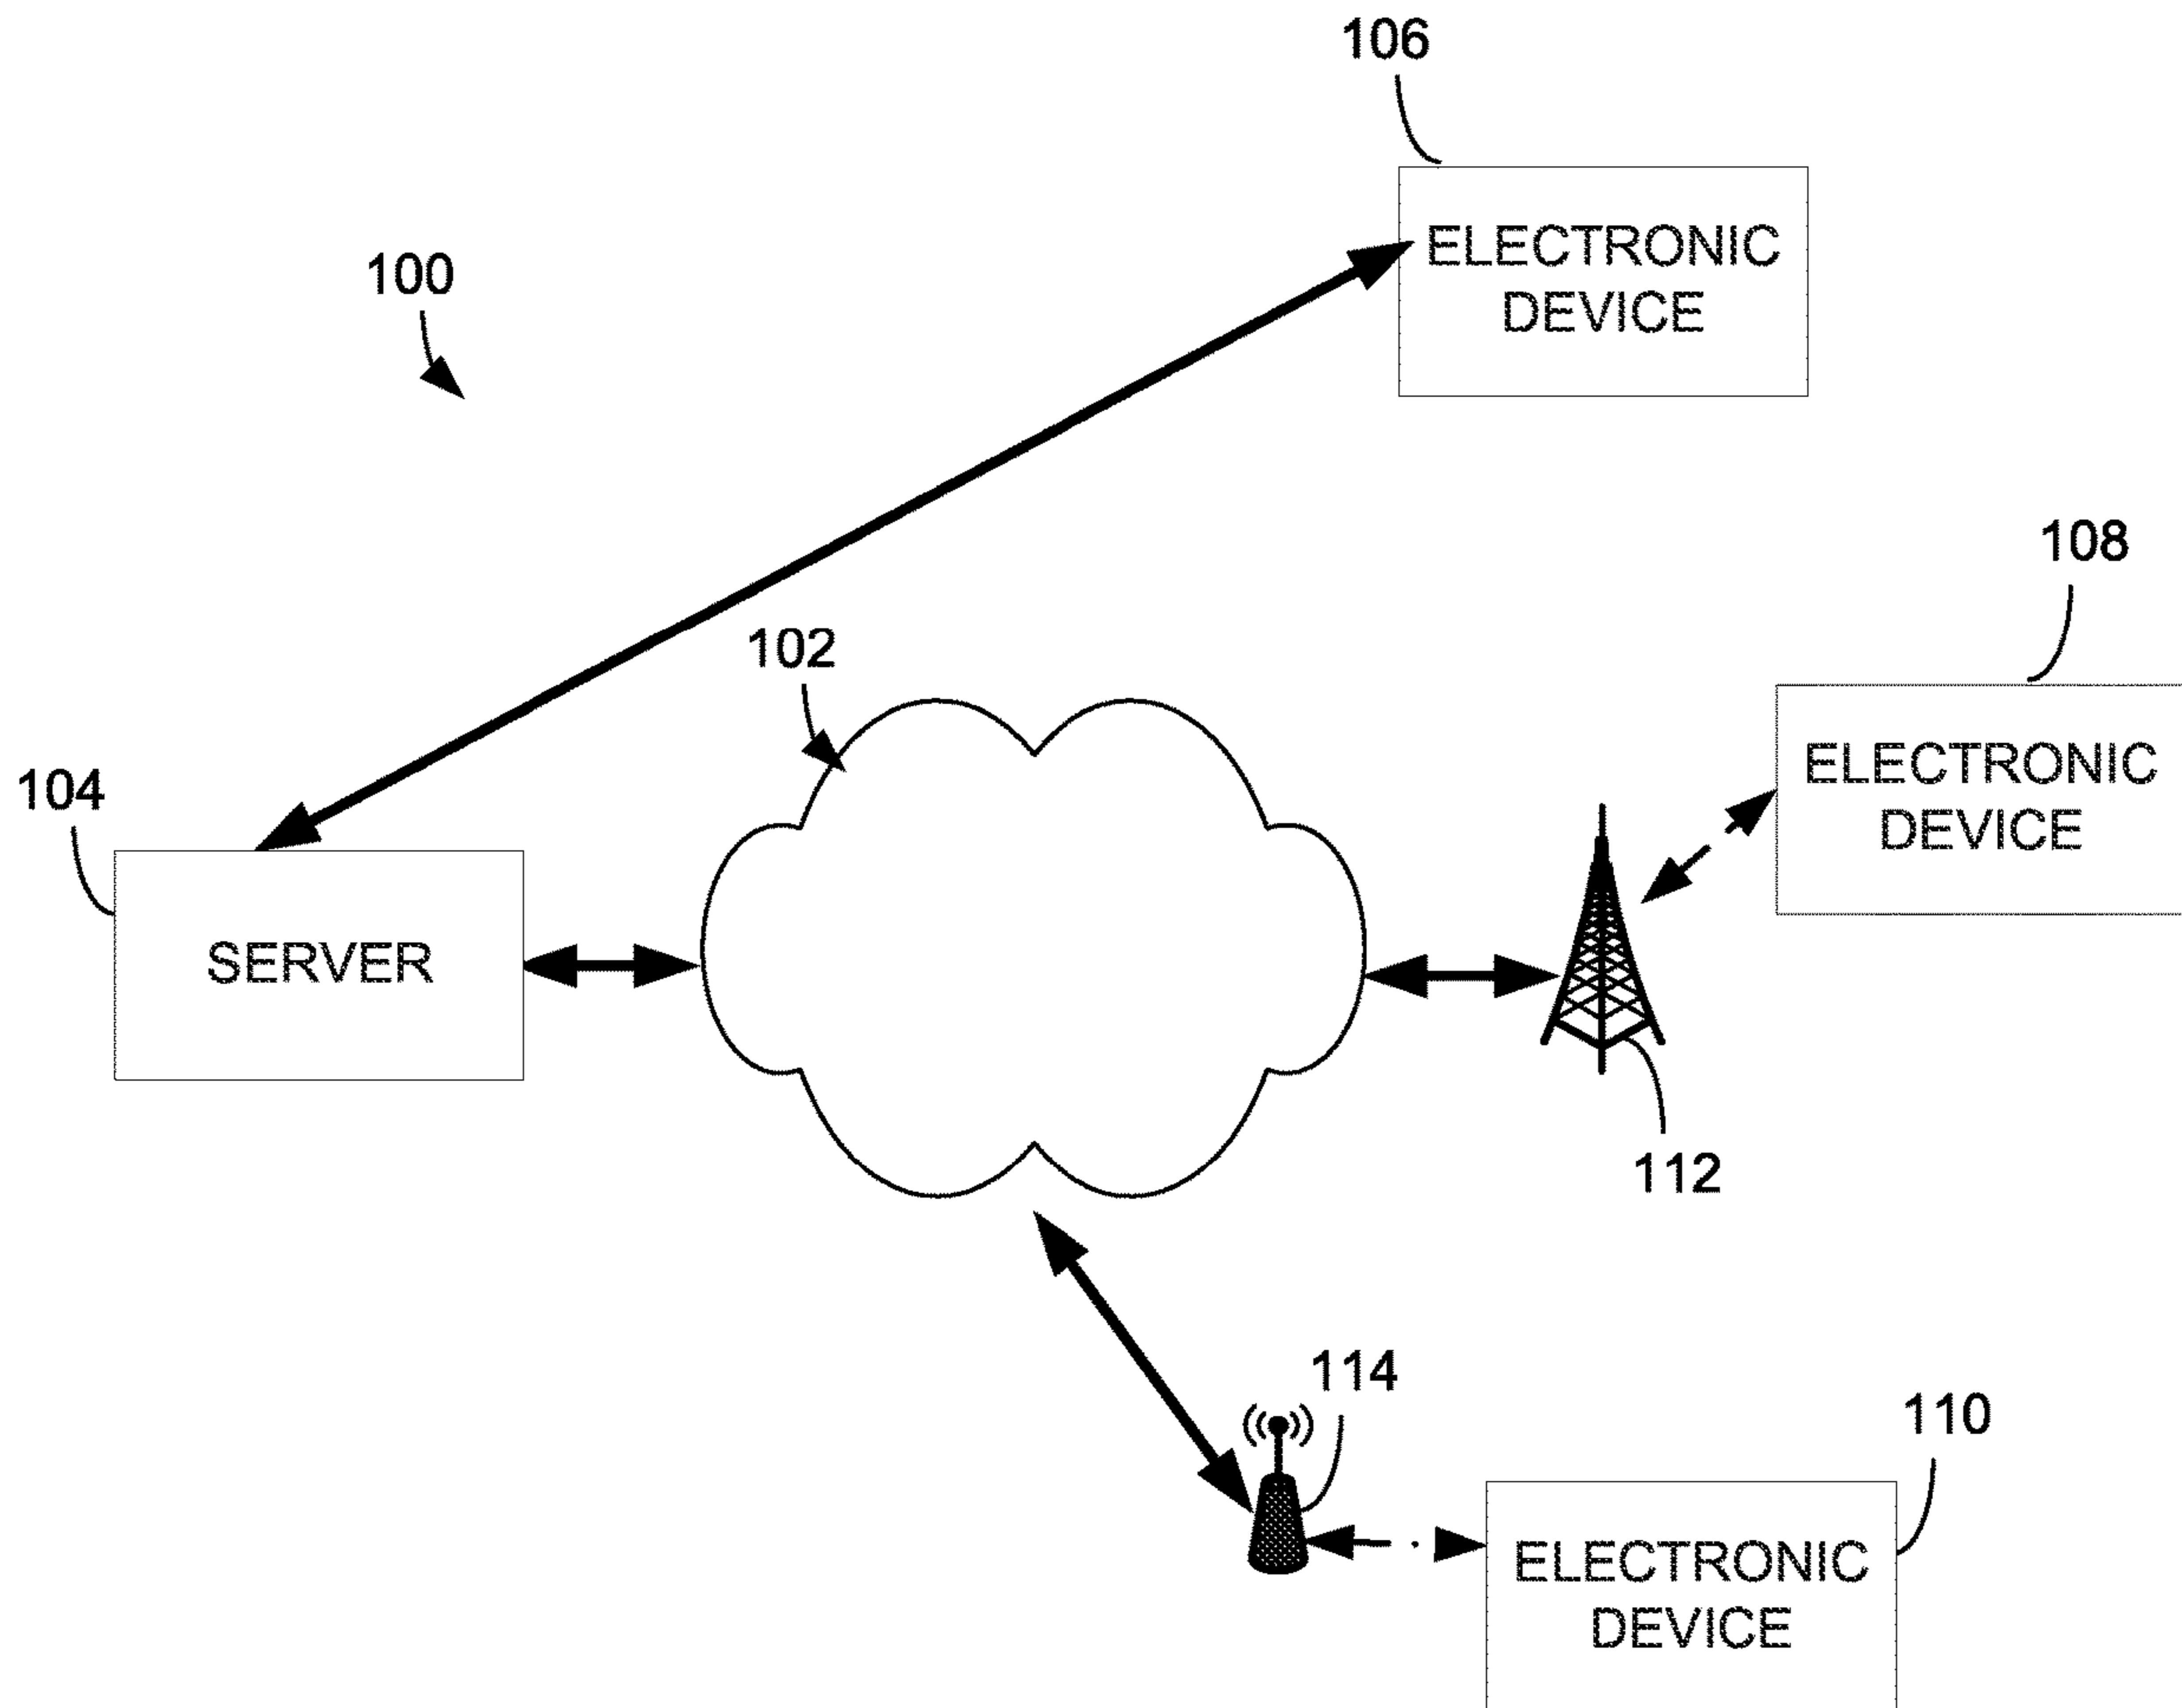 106
ELECTRONIC
DEVICE
100
108
102
ELECTRONIC
DEVICE
104
SERVER
112
114
110
ELECTRONIC
DEVICE